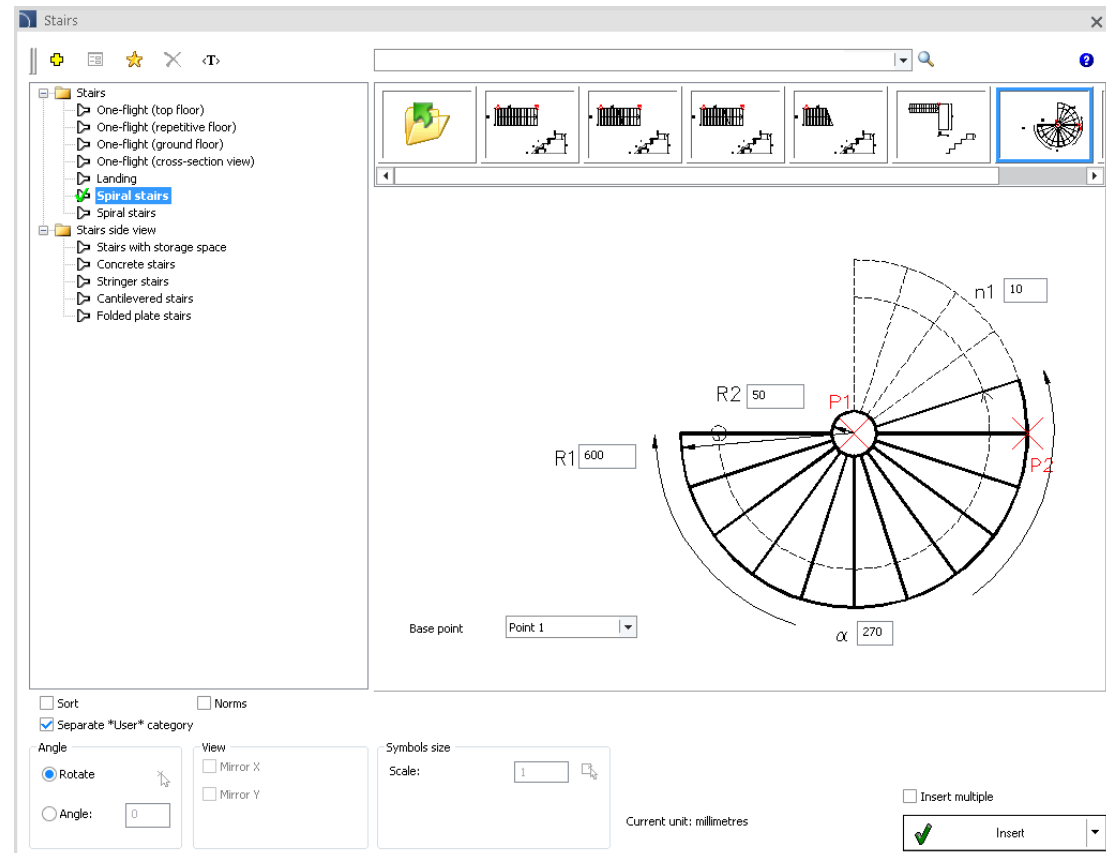 Stairs
<T>
Stairs
One-flight (top floor)
One-flight (repetitive floor)
One-flight (ground floor)
One-flight (cross-section view)
Landing
Spiral stairs
Spiral stairs
Stairs side view
Stairs with storage space
Concrete stairs
Stringer stairs
Cantilevered stairs
Folded plate stairs
n1 10
R2 50
P1
R1 600
P2
Base point Point 1
α 270
Sort Norms
Separate *User* category
Angle View Symbols size
Rotate Mirror X Scale: 1
Mirror Y
Angle: 0
Insert multiple
Current unit: millimetres
Insert